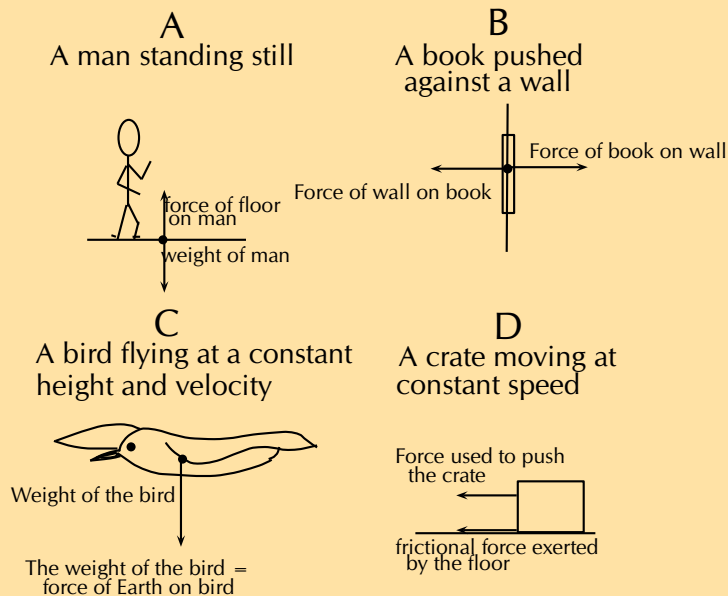 A
A man standing still
force of floor
on man
weight of man
B
A book pushed
against a wall
Force of book on wall
Force of wall on book
C
A bird flying at a constant
height and velocity
Weight of the bird
The weight of the bird =
force of Earth on bird
D
A crate moving at
constant speed
Force used to push
the crate
frictional force exerted
by the floor